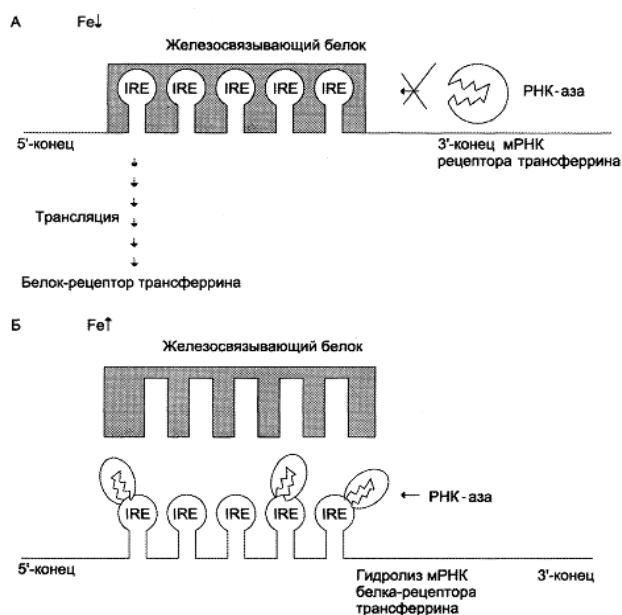 А Fe↓
Железосвязывающий белок
IRE IRE IRE IRE IRE
РНК-аза
5'-конец
3'-конец мРНК
рецептора трансферрина
Трансляция
Белок-рецептор трансферрина
Б Fe↑
Железосвязывающий белок
IRE IRE IRE IRE IRE
← РНК-аза
5'-конец
Гидролиз мРНК 3'-конец
белка-рецептора
трансферрина